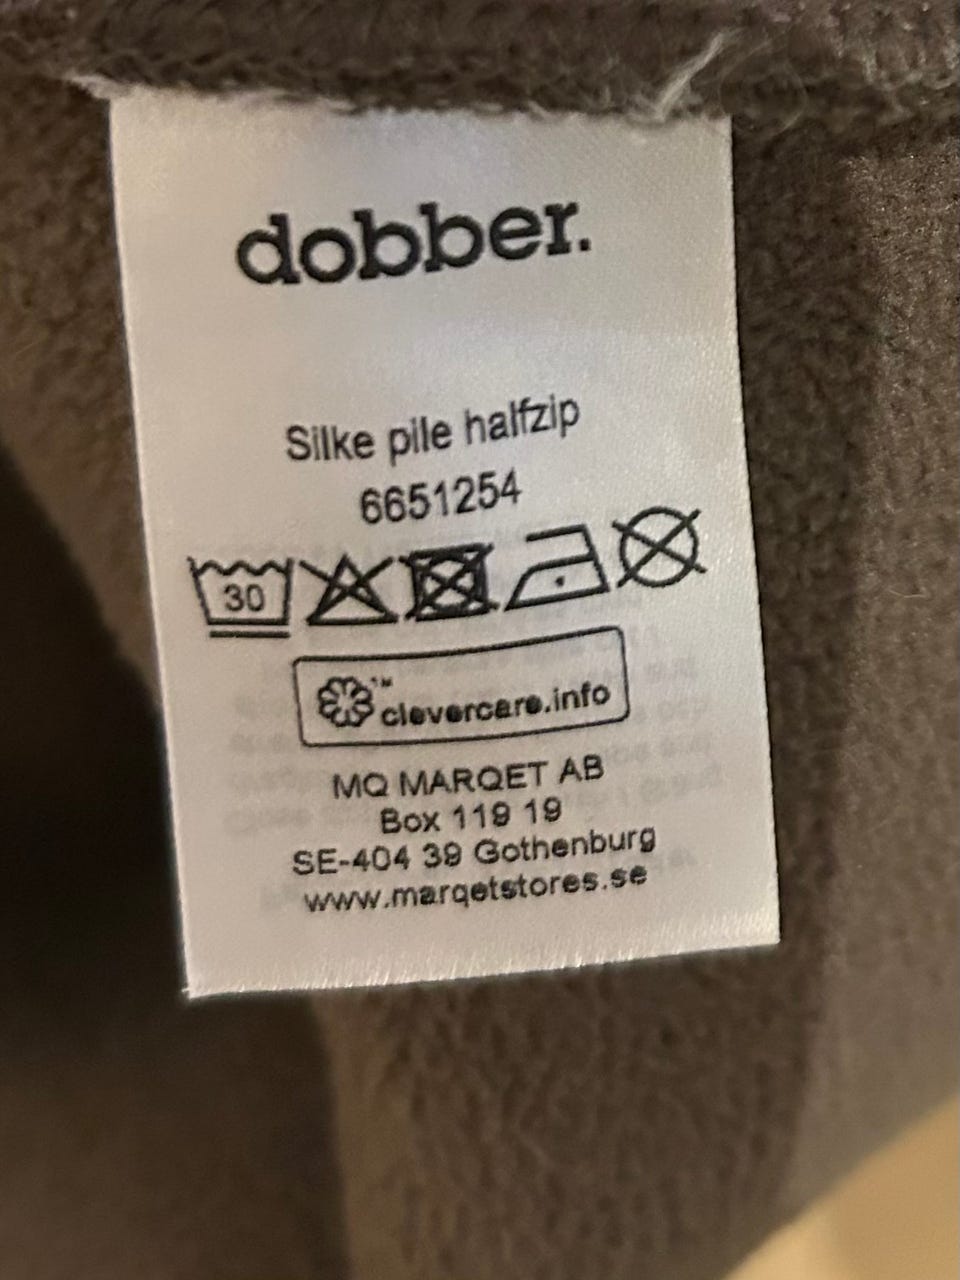 dobber.
Silke pile halfzip
6651254
30
™ clevercare.info
MQ MARQET AB
Box 119 19
SE-404 39 Gothenburg
www.marqetstores.se